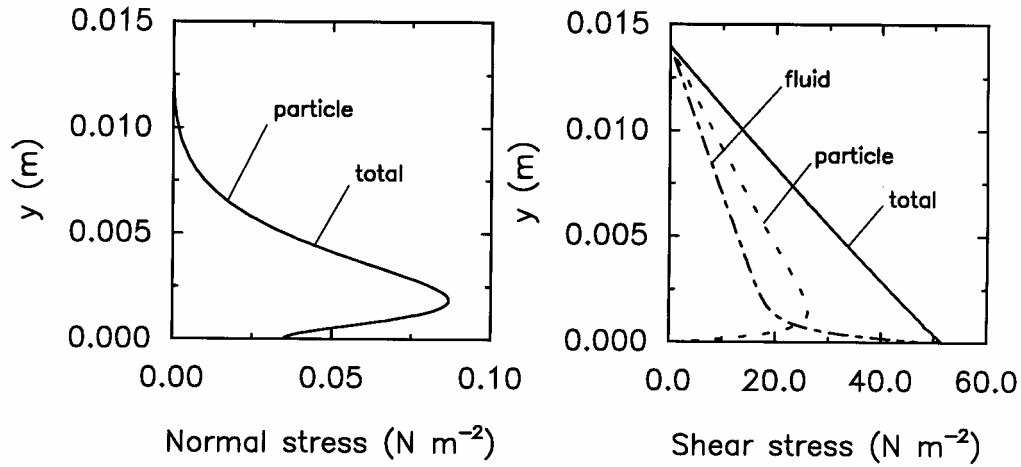 0.015
0.010
0.005
0.000
y (m)
particle
total
0.00 0.05 0.10
Normal stress (N m⁻²)
0.015
0.010
0.005
0.000
y (m)
fluid
particle
total
0.0 20.0 40.0 60.0
Shear stress (N m⁻²)